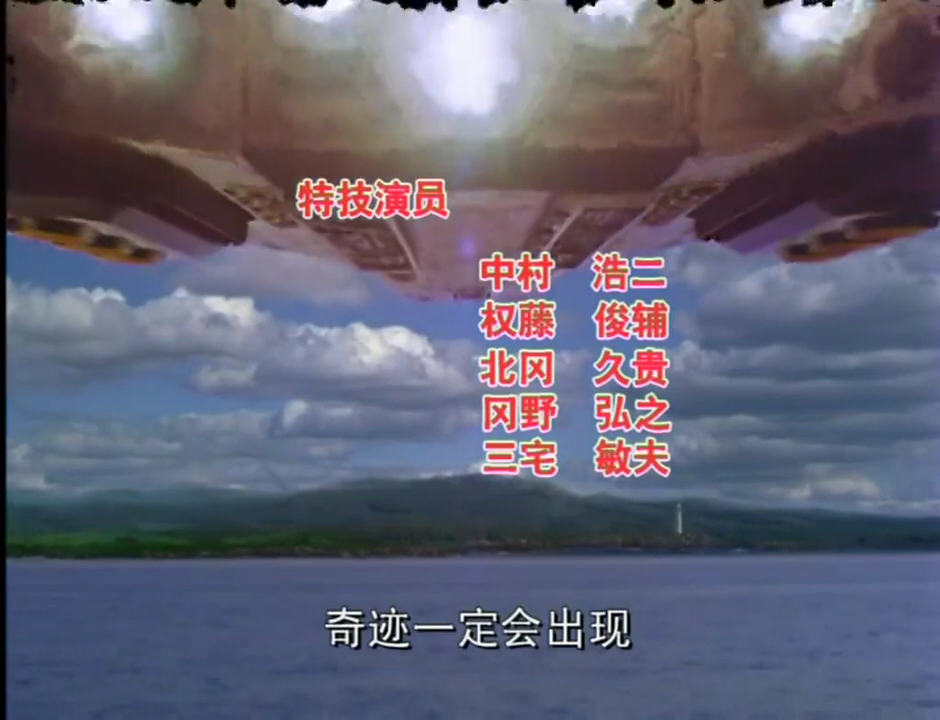 特技演员
中村 浩二
权藤 俊辅
北冈 久贵
冈野 弘之
三宅 敏夫
奇迹一定会出现